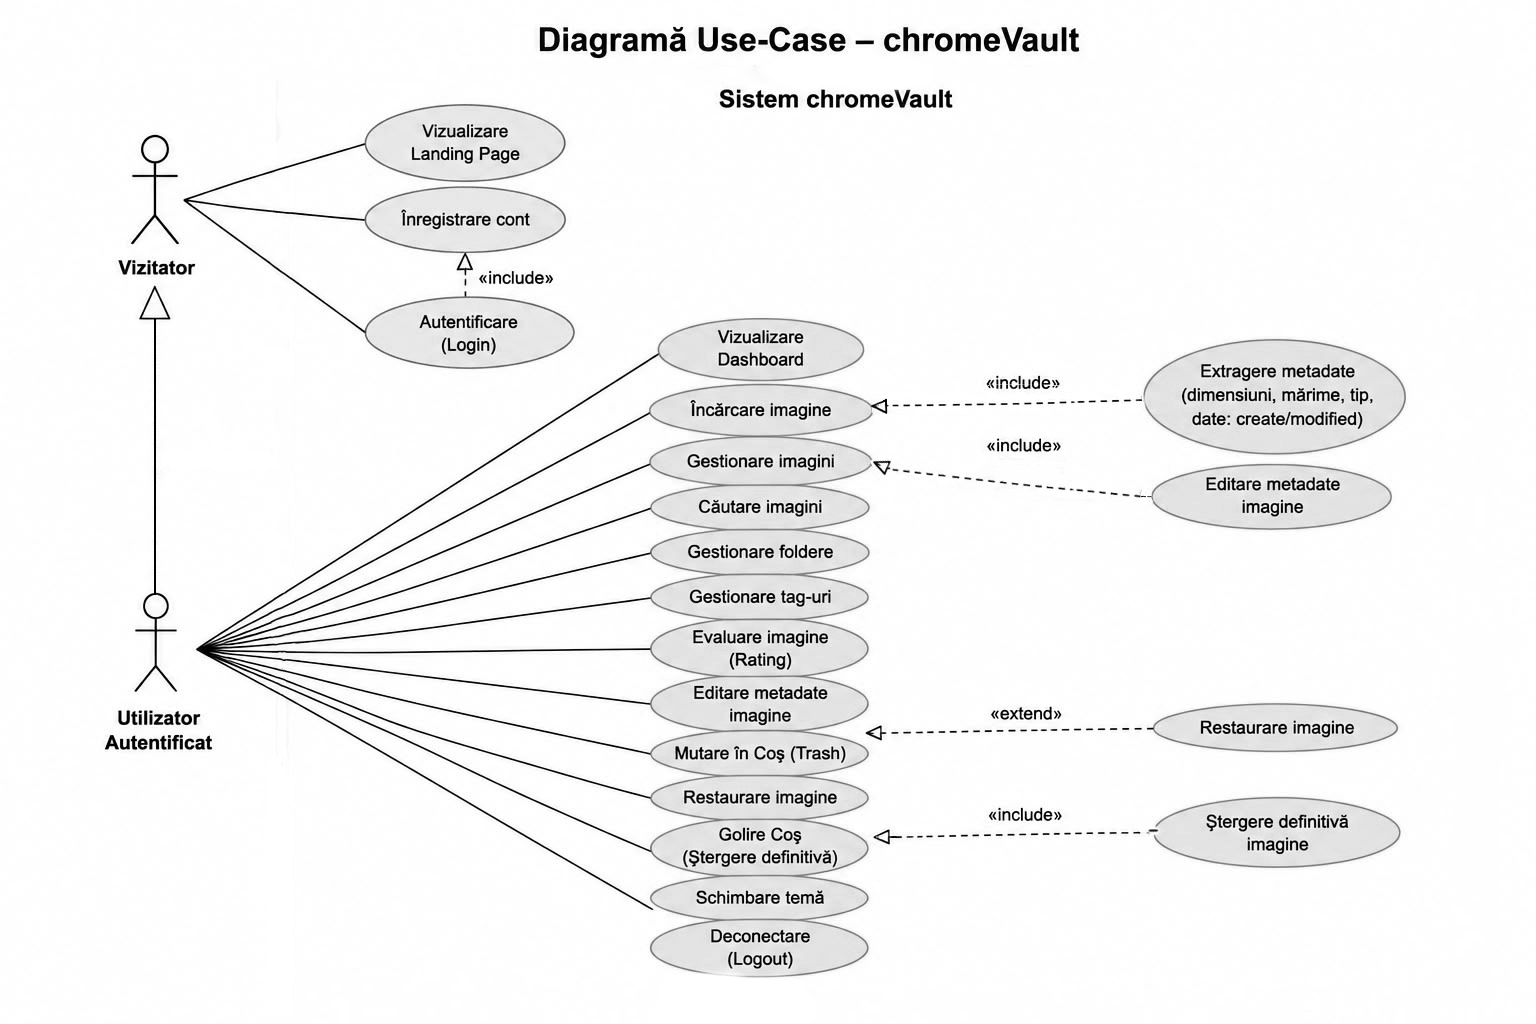 Diagramă Use-Case – chromeVault
Sistem chromeVault
Vizualizare
Landing Page
Înregistrare cont
«include»
Autentificare
(Login)
Vizitator
Utilizator
Autentificat
Vizualizare
Dashboard
Încărcare imagine
Gestionare imagini
Căutare imagini
Gestionare foldere
Gestionare tag-uri
Evaluare imagine
(Rating)
Editare metadate
imagine
Mutare în Coş (Trash)
Restaurare imagine
Golire Coş
(Ştergere definitivă)
Schimbare temă
Deconectare
(Logout)
«include»
Extragere metadate
(dimensiuni, mărime, tip,
date: create/modified)
«include»
Editare metadate
imagine
«extend»
Restaurare imagine
«include»
Ştergere definitivă
imagine